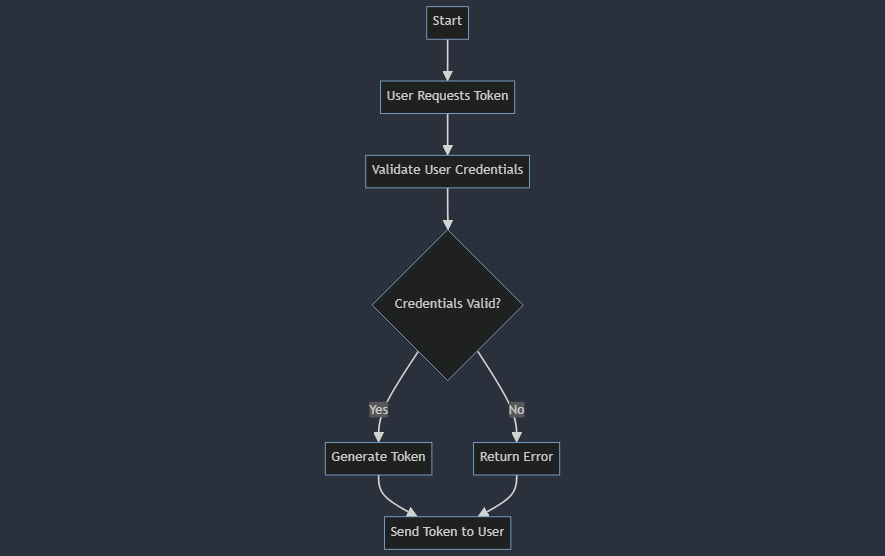 Start
User Requests Token
Validate User Credentials
Credentials Valid?
Yes
No
Generate Token
Return Error
Send Token to User